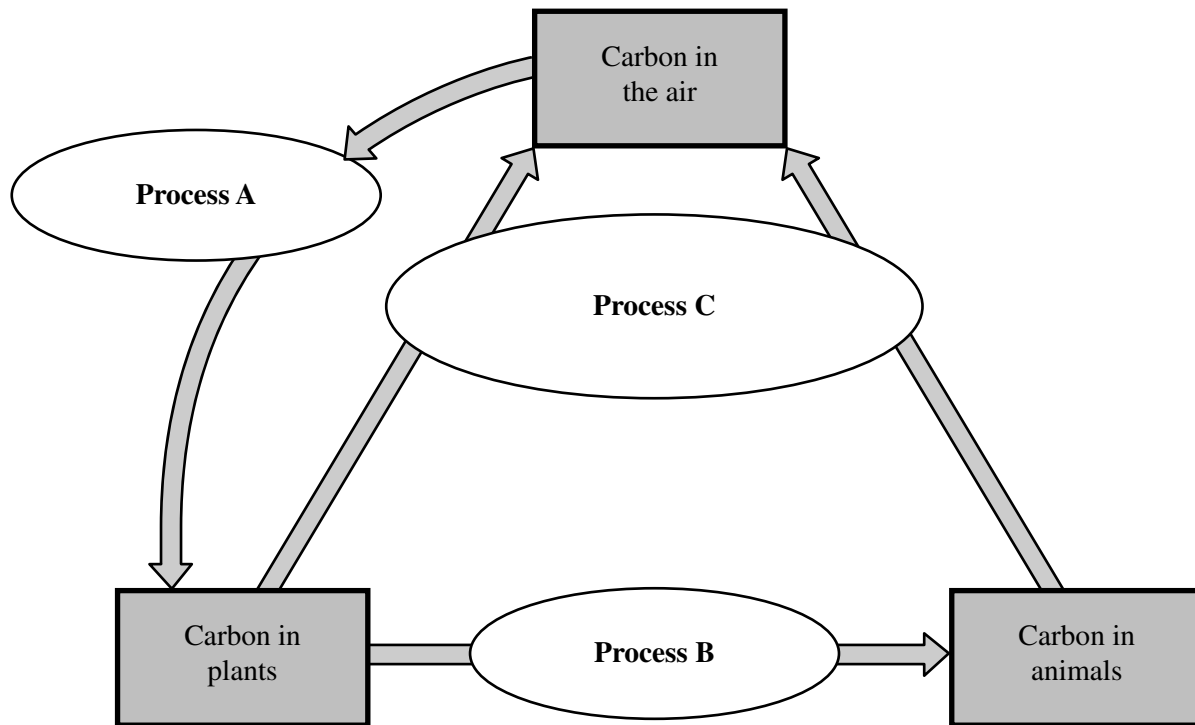 Carbon in
the air
Process A
Process C
Carbon in
plants
Process B
Carbon in
animals